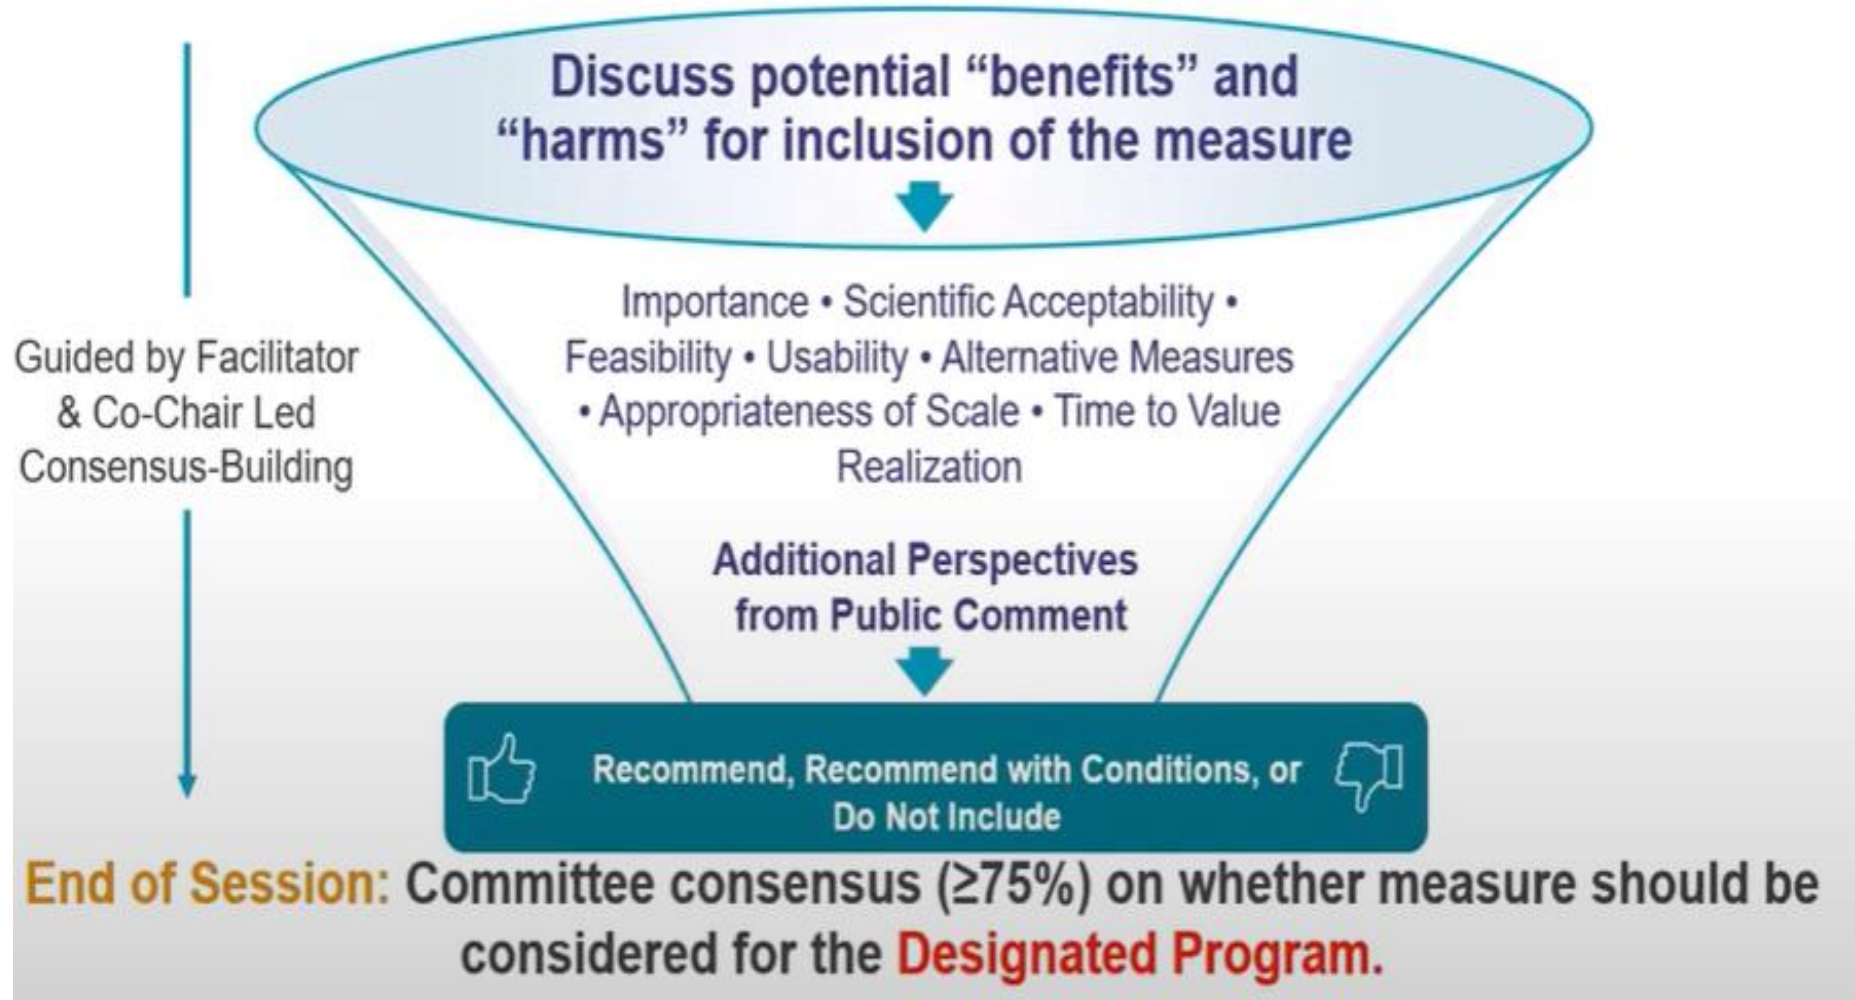 Discuss potential “benefits” and
“harms” for inclusion of the measure
Importance • Scientific Acceptability •
Feasibility • Usability • Alternative Measures
• Appropriateness of Scale • Time to Value
Realization
Guided by Facilitator
& Co-Chair Led
Consensus-Building
Additional Perspectives
from Public Comment
Recommend, Recommend with Conditions, or
Do Not Include
End of Session: Committee consensus (≥75%) on whether measure should be
considered for the Designated Program.